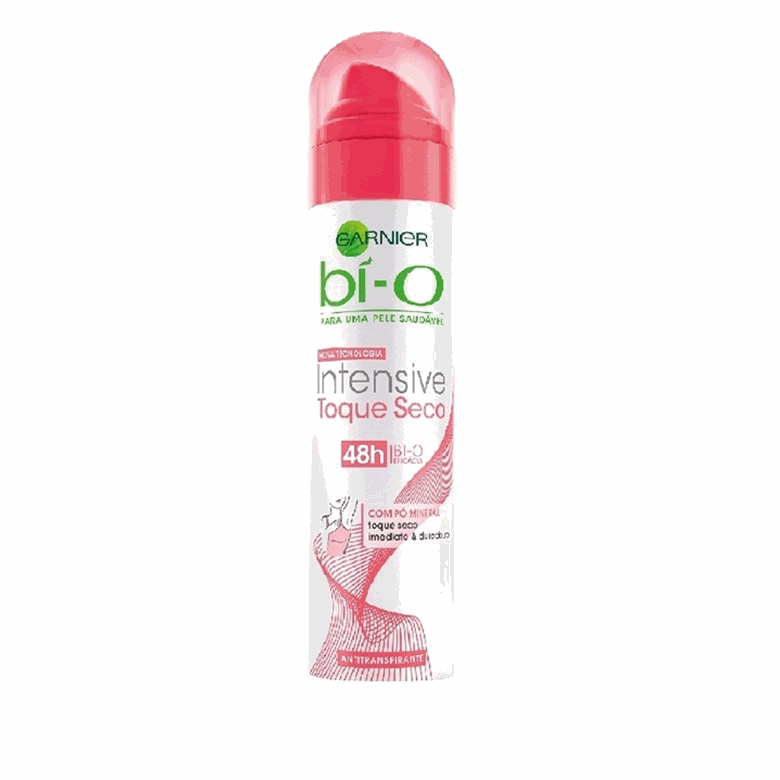 GARNIER
bí-O
PARA UMA PELE SAUDÁVEL
NOVA TECNOLOGIA
Intensive
Toque Seco
48h BI-O
EFICÁCIA
COM PÓ MINERAL
toque seco
imediato & duradouro
ANTITRANSPIRANTE